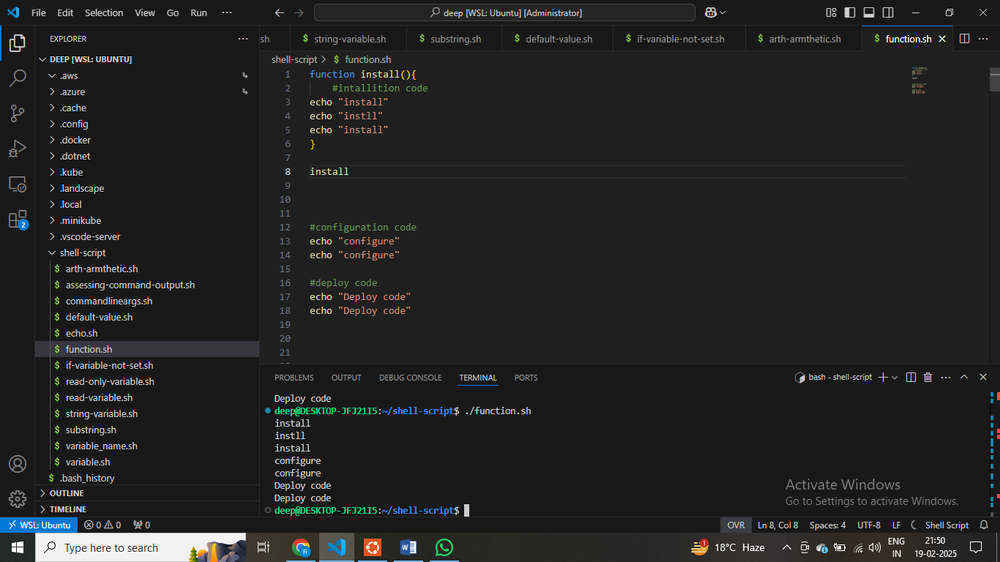 File Edit Selection View Go Run ··· deep [WSL: Ubuntu] [Administrator]
EXPLORER ···
DEEP [WSL: UBUNTU]
.aws
.azure
.cache
.config
.docker
.dotnet
.kube
.landscape
.local
.minikube
.vscode-server
shell-script
$ arth-armthetic.sh
$ assessing-command-output.sh
$ commandlineargs.sh
$ default-value.sh
$ echo.sh
$ function.sh
$ if-variable-not-set.sh
$ read-only-variable.sh
$ read-variable.sh
$ string-variable.sh
$ substring.sh
$ variable_name.sh
$ variable.sh
$ .bash_history
OUTLINE
TIMELINE
2
sh $ string-variable.sh $ substring.sh $ default-value.sh $ if-variable-not-set.sh $ arth-armthetic.sh $ function.sh ···
shell-script > $ function.sh
1 function install(){
2 #intallition code
3 echo "install"
4 echo "instll"
5 echo "install"
6 }
7
8 install
9
10
11
12 #configuration code
13 echo "configure"
14 echo "configure"
15
16 #deploy code
17 echo "Deploy code"
18 echo "Deploy code"
19
20
21
PROBLEMS OUTPUT DEBUG CONSOLE TERMINAL PORTS bash - shell-script ···
Deploy code
deep@DESKTOP-JFJ21I5:~/shell-script$ ./function.sh
install
instll
install
configure
configure
Deploy code
Deploy code
deep@DESKTOP-JFJ21I5:~/shell-script$
Activate Windows
Go to Settings to activate Windows.
WSL: Ubuntu 0 0 0 OVR Ln 8, Col 8 Spaces: 4 UTF-8 LF Shell Script
Type here to search R W 1 18°C Haze ENG IN 21:50 19-02-2025